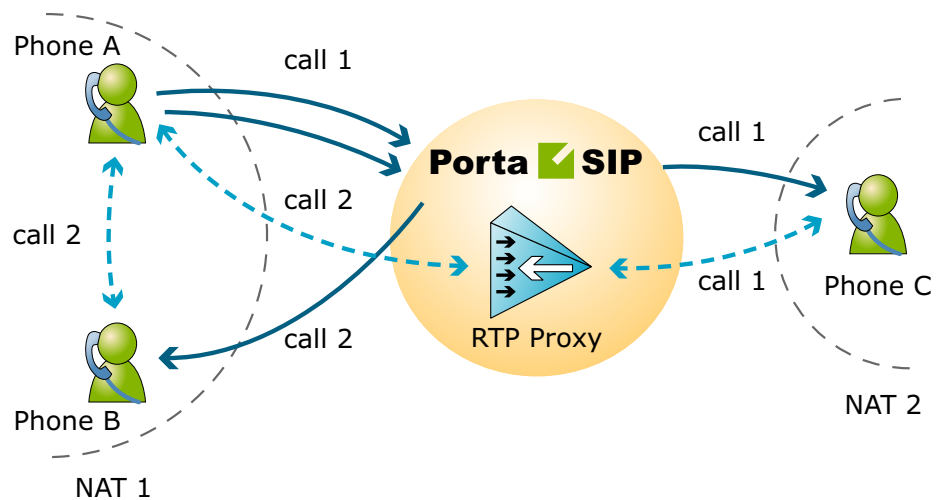 Phone A
call 1
call 1
Porta SIP
call 2
call 2
call 1
Phone C
RTP Proxy
call 2
Phone B
NAT 2
NAT 1